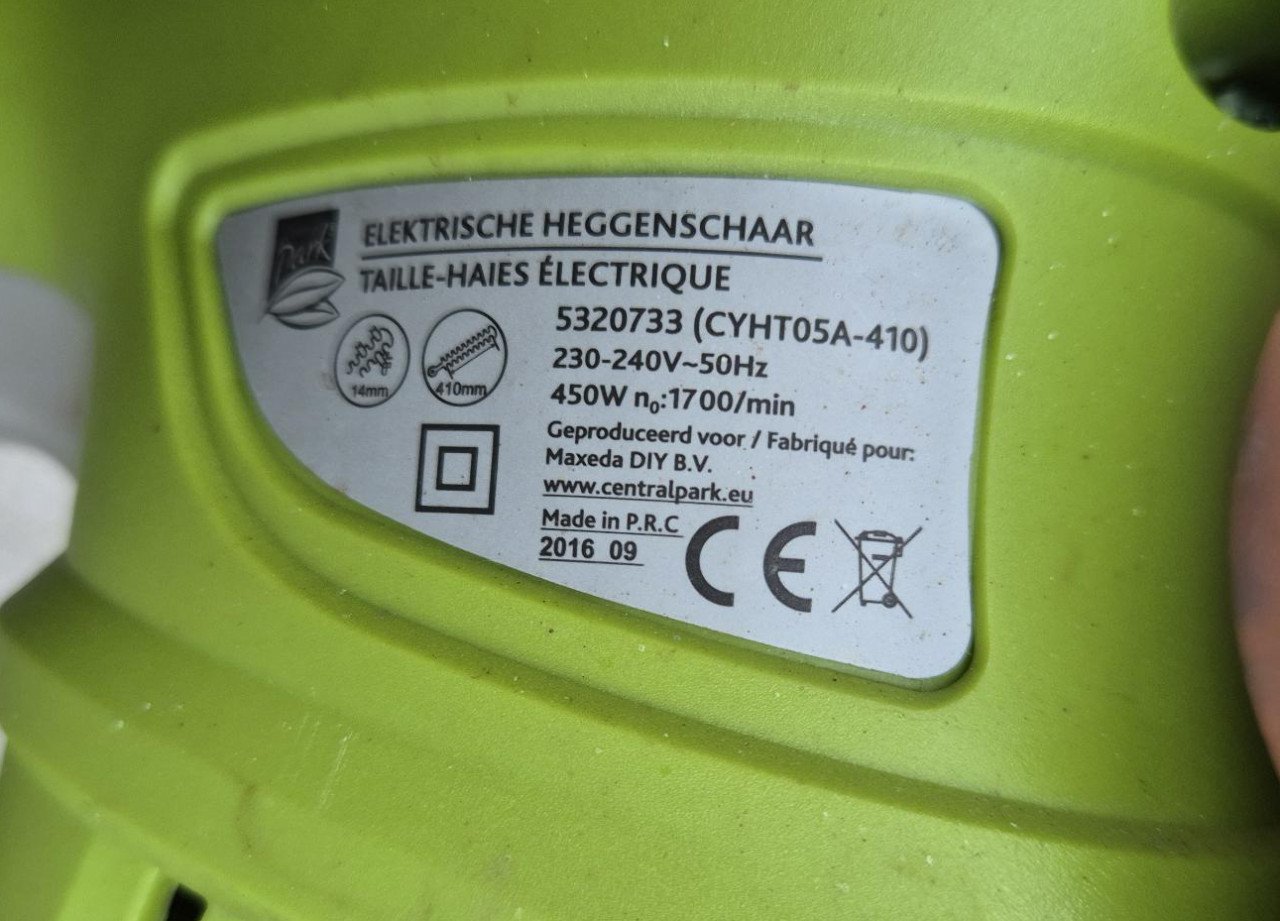 Park
ELEKTRISCHE HEGGENSCHAAR
TAILLE-HAIES ÉLECTRIQUE
5320733 (CYHT05A-410)
230-240V~50Hz
450W n₀:1700/min
14mm
410mm
Geproduceerd voor / Fabriqué pour:
Maxeda DIY B.V.
www.centralpark.eu
Made in P.R.C
2016 09
CE